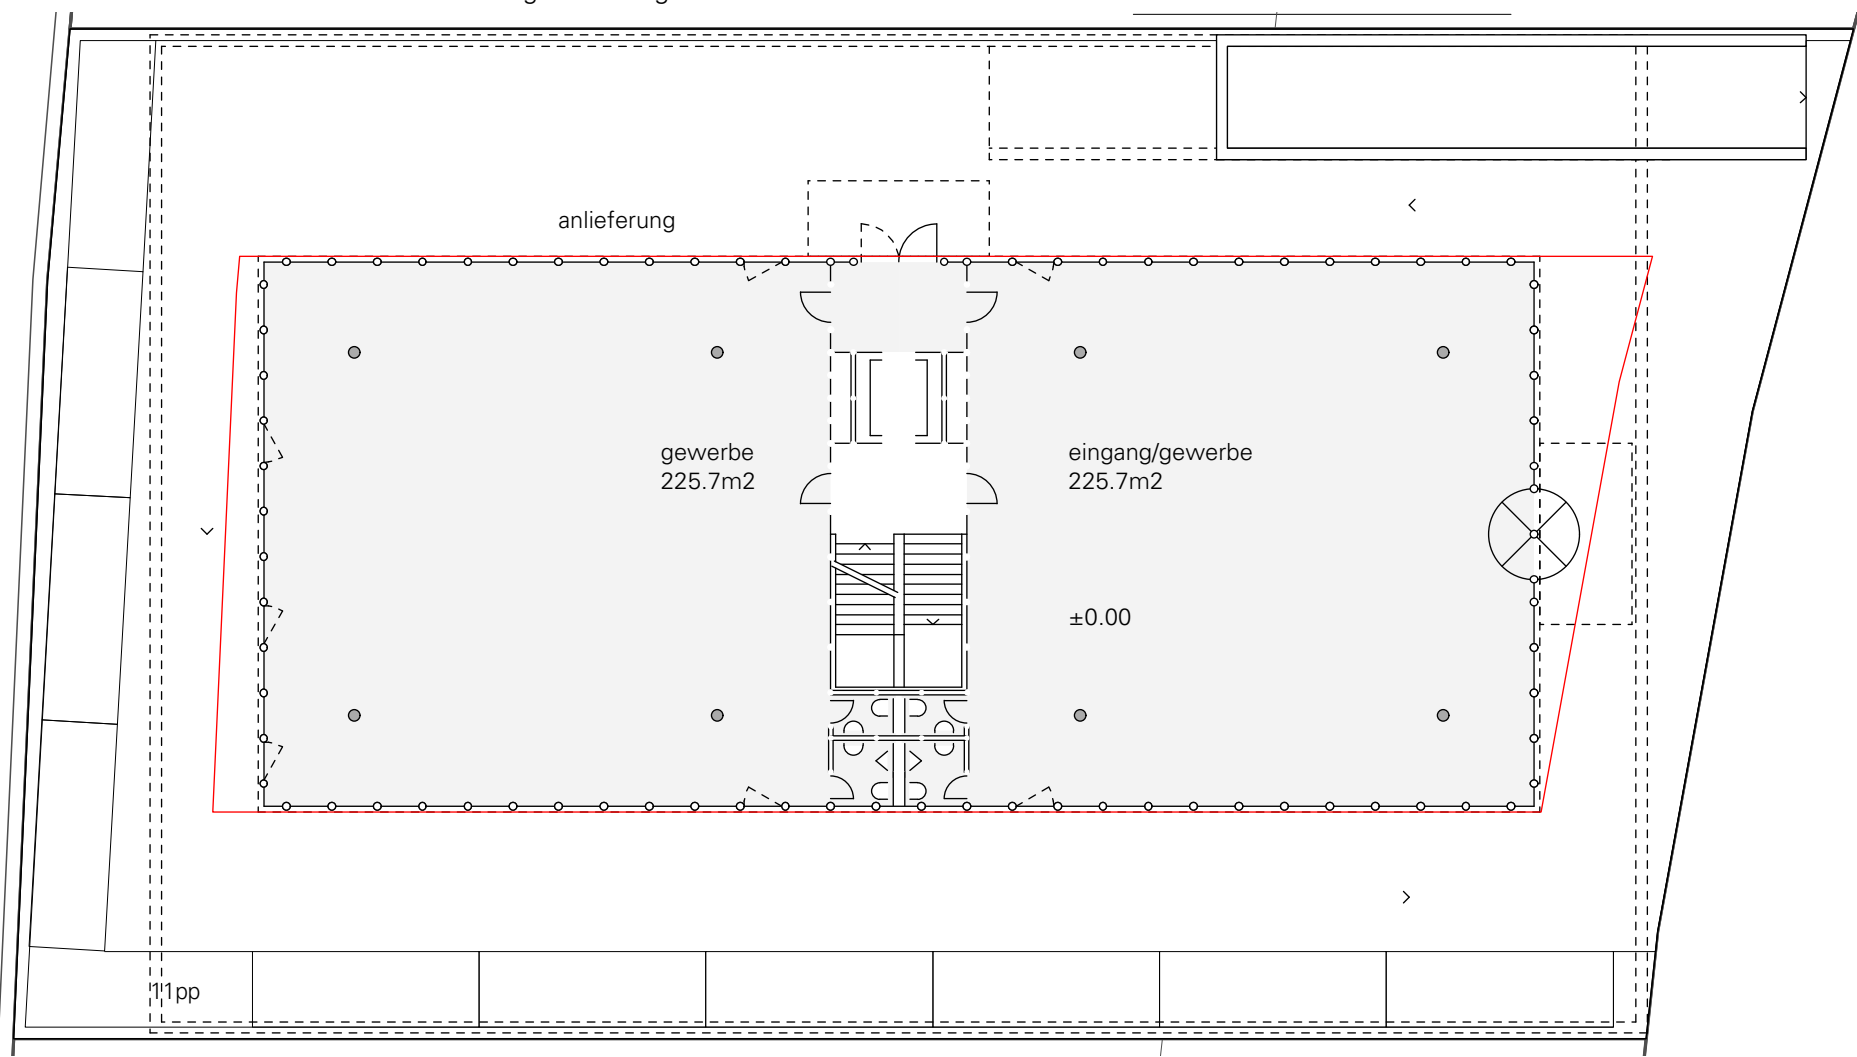 anlieferung
gewerbe
225.7m2
eingang/gewerbe
225.7m2
±0.00
11pp